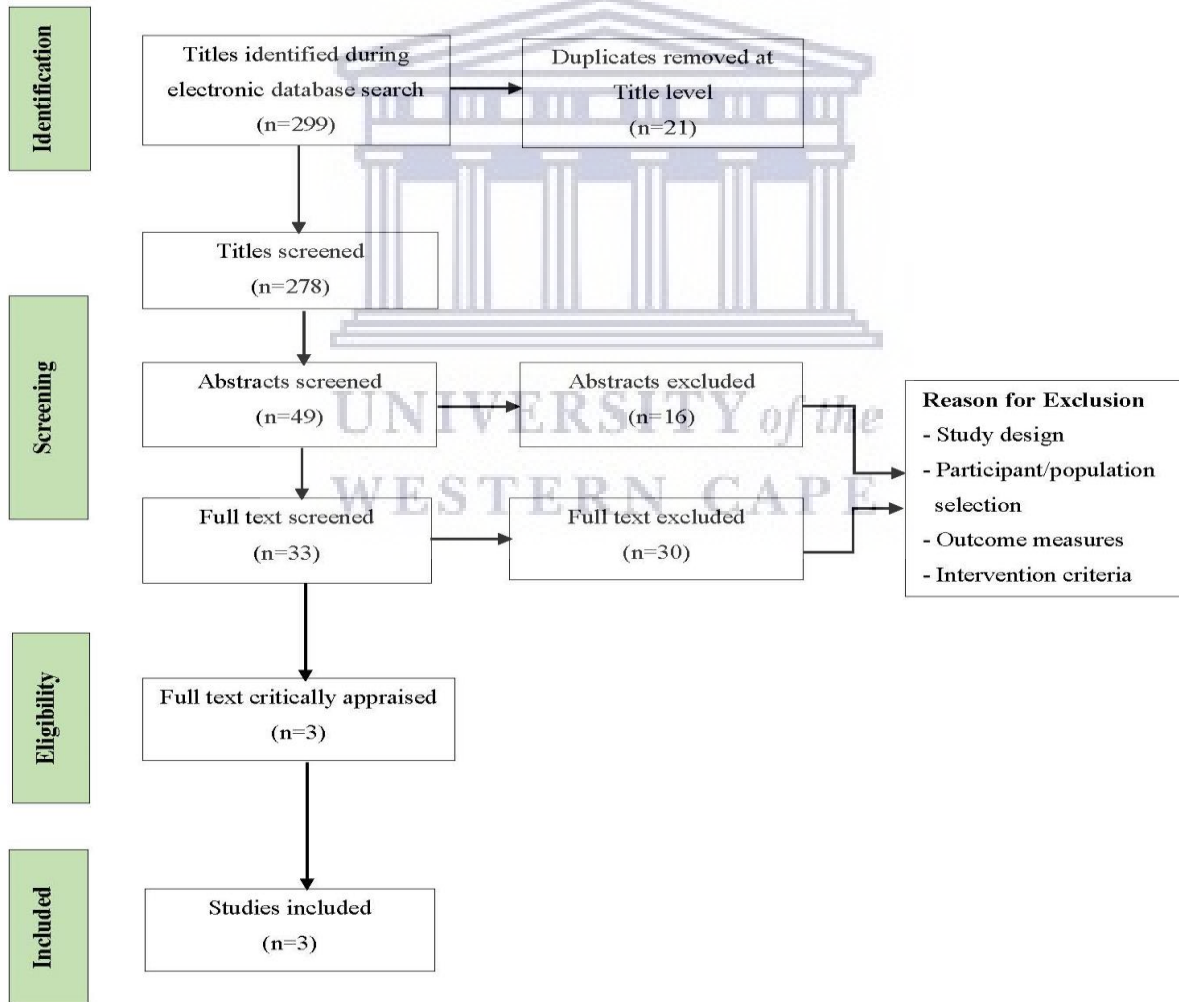 Identification
Titles identified during
electronic database search
(n=299)
Duplicates removed at
Title level
(n=21)
Titles screened
(n=278)
Screening
Abstracts screened
(n=49)
Abstracts excluded
(n=16)
Reason for Exclusion
- Study design
- Participant/population
selection
- Outcome measures
- Intervention criteria
UNIVERSITY of the
WESTERN CAPE
Full text screened
(n=33)
Full text excluded
(n=30)
Eligibility
Full text critically appraised
(n=3)
Included
Studies included
(n=3)